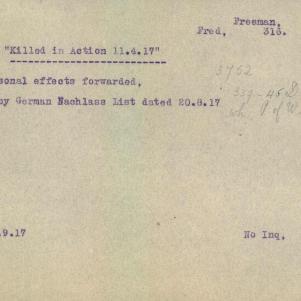 Freeman,
Fred, 316.
"Killed in Action 11.4.17"
sonal effects forwarded,
by German Nachlass List dated 20.8.17
3752
.9.17 No Inq.